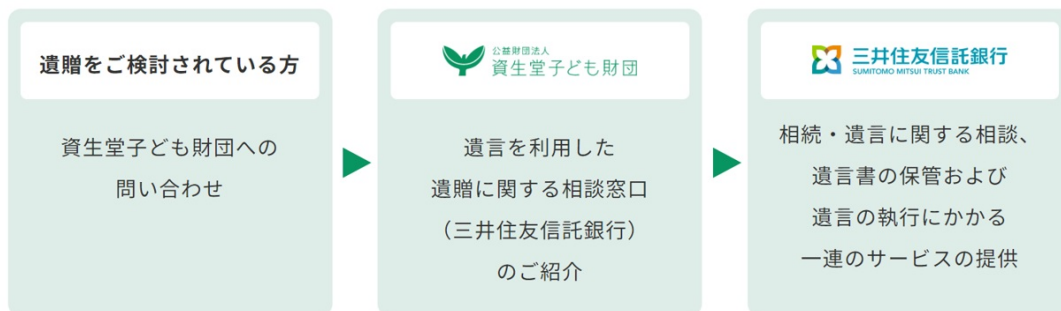 遺贈をご検討されている方
資生堂子ども財団への
問い合わせ
公益財団法人
資生堂子ども財団
遺言を利用した
遺贈に関する相談窓口
（三井住友信託銀行）
のご紹介
三井住友信託銀行
SUMITOMO MITSUI TRUST BANK
相続・遺言に関する相談、
遺言書の保管および
遺言の執行にかかる
一連のサービスの提供